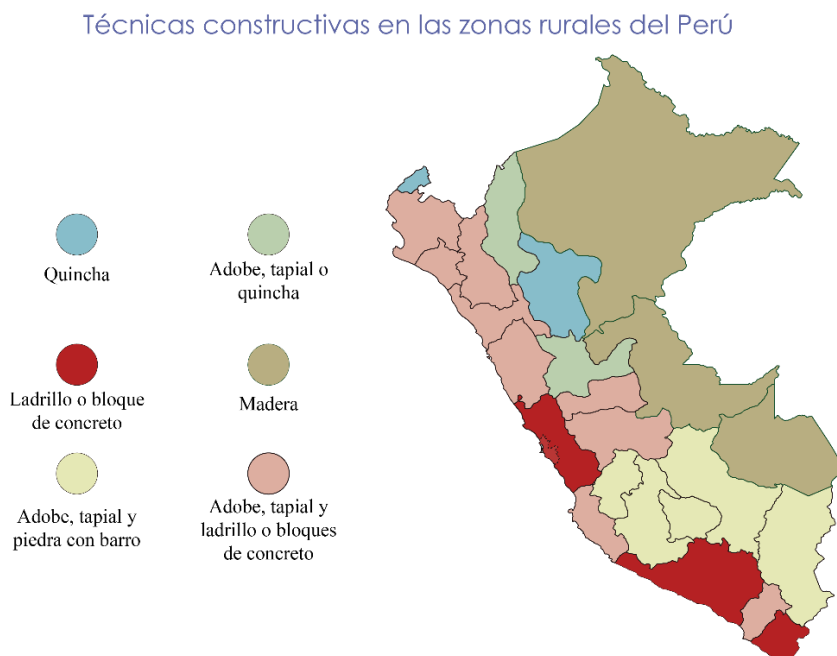 Técnicas constructivas en las zonas rurales del Perú
Quincha
Adobe, tapial o
quincha
Ladrillo o bloque
de concreto
Madera
Adobe, tapial y
piedra con barro
Adobe, tapial y
ladrillo o bloques
de concreto